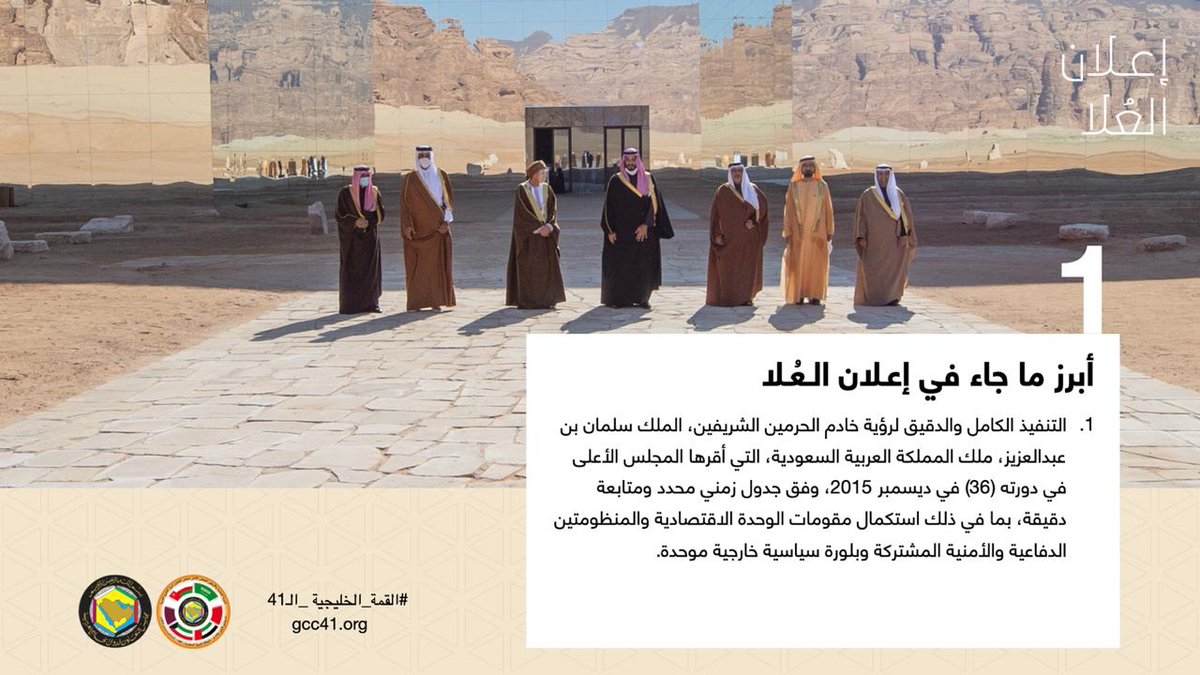 إعلان
العُلا
1
أبرز ما جاء في إعلان العُلا
1. التنفيذ الكامل والدقيق لرؤية خادم الحرمين الشريفين، الملك سلمان بن
عبدالعزيز، ملك المملكة العربية السعودية، التي أقرها المجلس الأعلى
في دورته (36) في ديسمبر 2015، وفق جدول زمني محدد ومتابعة
دقيقة، بما في ذلك استكمال مقومات الوحدة الاقتصادية والمنظومتين
الدفاعية والأمنية المشتركة وبلورة سياسية خارجية موحدة.
#القمة_الخليجية _الـ41
gcc41.org